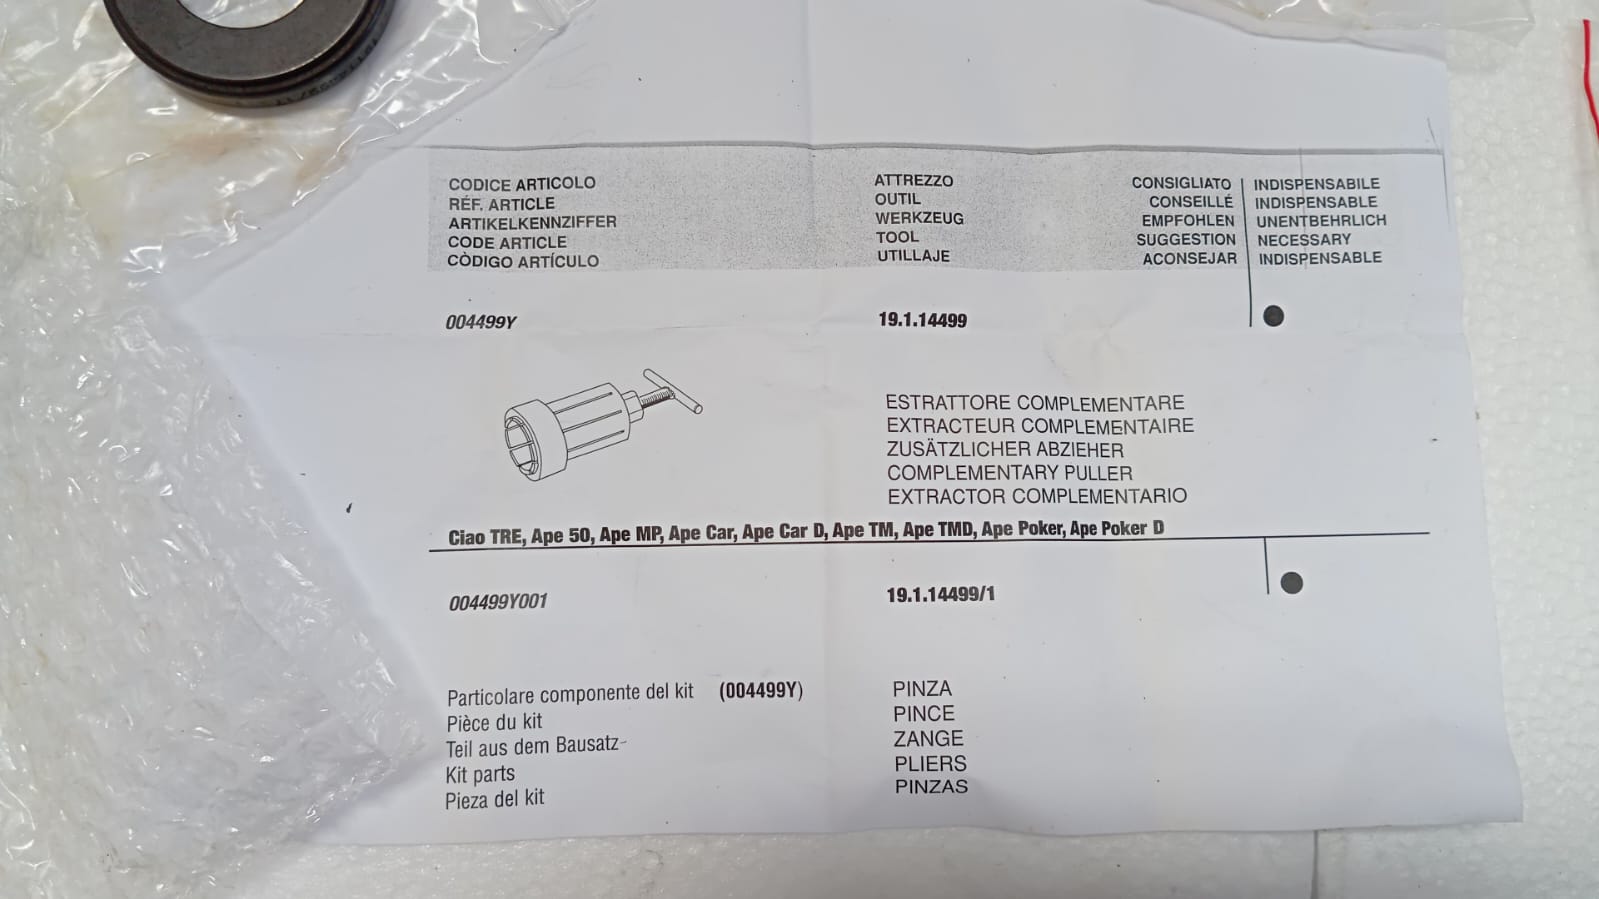 CODICE ARTICOLO ATTREZZO CONSIGLIATO INDISPENSABILE
RÉF. ARTICLE OUTIL CONSEILLÉ INDISPENSABLE
ARTIKELKENNZIFFER WERKZEUG EMPFOHLEN UNENTBEHRLICH
CODE ARTICLE TOOL SUGGESTION NECESSARY
CÒDIGO ARTÍCULO UTILLAJE ACONSEJAR INDISPENSABLE
004499Y 19.1.14499
ESTRATTORE COMPLEMENTARE
EXTRACTEUR COMPLEMENTAIRE
ZUSÄTZLICHER ABZIEHER
COMPLEMENTARY PULLER
EXTRACTOR COMPLEMENTARIO
Ciao TRE, Ape 50, Ape MP, Ape Car, Ape Car D, Ape TM, Ape TMD, Ape Poker, Ape Poker D
004499Y001 19.1.14499/1
Particolare componente del kit (004499Y) PINZA
Pièce du kit PINCE
Teil aus dem Bausatz ZANGE
Kit parts PLIERS
Pieza del kit PINZAS